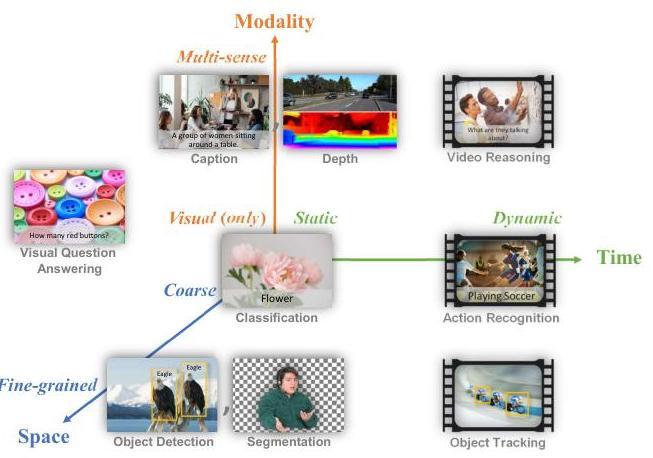 Modality
Multi-sense
A group of women sitting
around a table.
,
Caption
Depth
What are they talking
about?
Video Reasoning
How many red buttons?
Visual Question
Answering
Visual (only)
Static
Dynamic
Time
Flower
Classification
Playing Soccer
Action Recognition
Coarse
Fine-grained
Space
Eagle
Eagle
,
Object Detection
Segmentation
Object Tracking